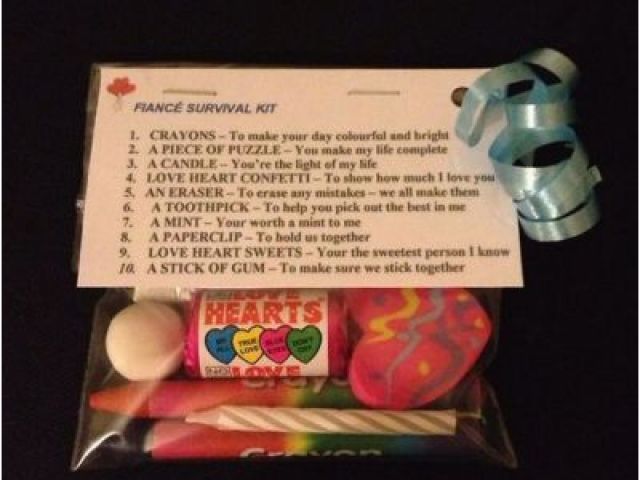 FIANCÉ SURVIVAL KIT
1. CRAYONS – To make your day colourful and bright
2. A PIECE OF PUZZLE – You make my life complete
3. A CANDLE – You're the light of my life
4. LOVE HEART CONFETTI – To show how much I love you
5. AN ERASER – To erase any mistakes – we all make them
6. A TOOTHPICK – To help you pick out the best in me
7. A MINT – Your worth a mint to me
8. A PAPERCLIP – To hold us together
9. LOVE HEART SWEETS – Your the sweetest person I know
10. A STICK OF GUM – To make sure we stick together
LOVE
HEARTS
TRUE LOVE
LOVE
Crayon
Crayon